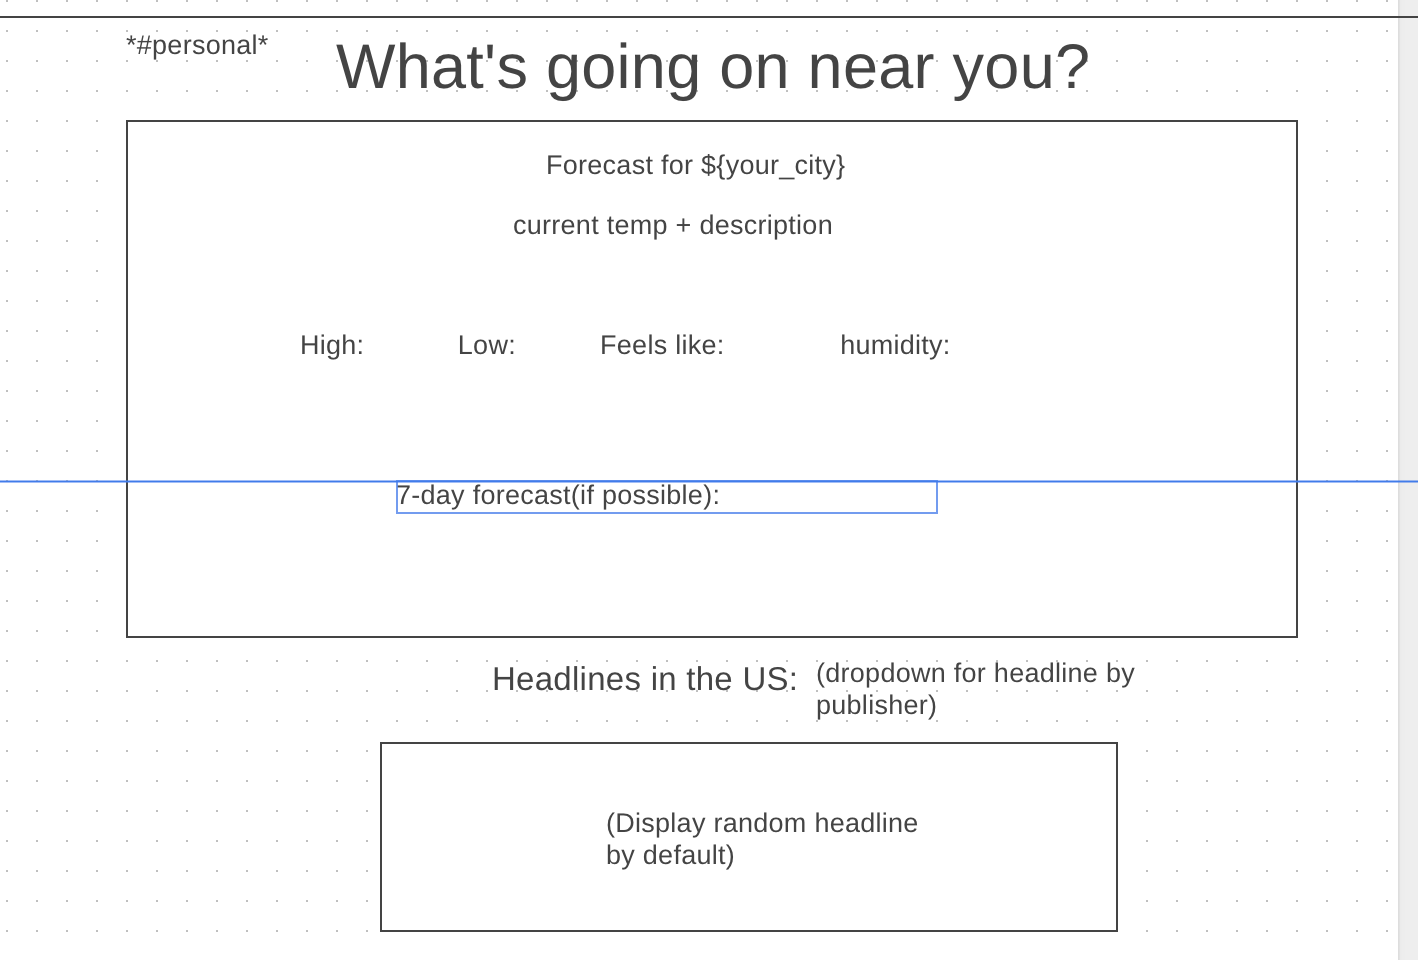 *#personal*
What's going on near you?
Forecast for ${your_city}
current temp + description
High: Low: Feels like: humidity:
7-day forecast(if possible):
Headlines in the US:
(dropdown for headline by
publisher)
(Display random headline
by default)